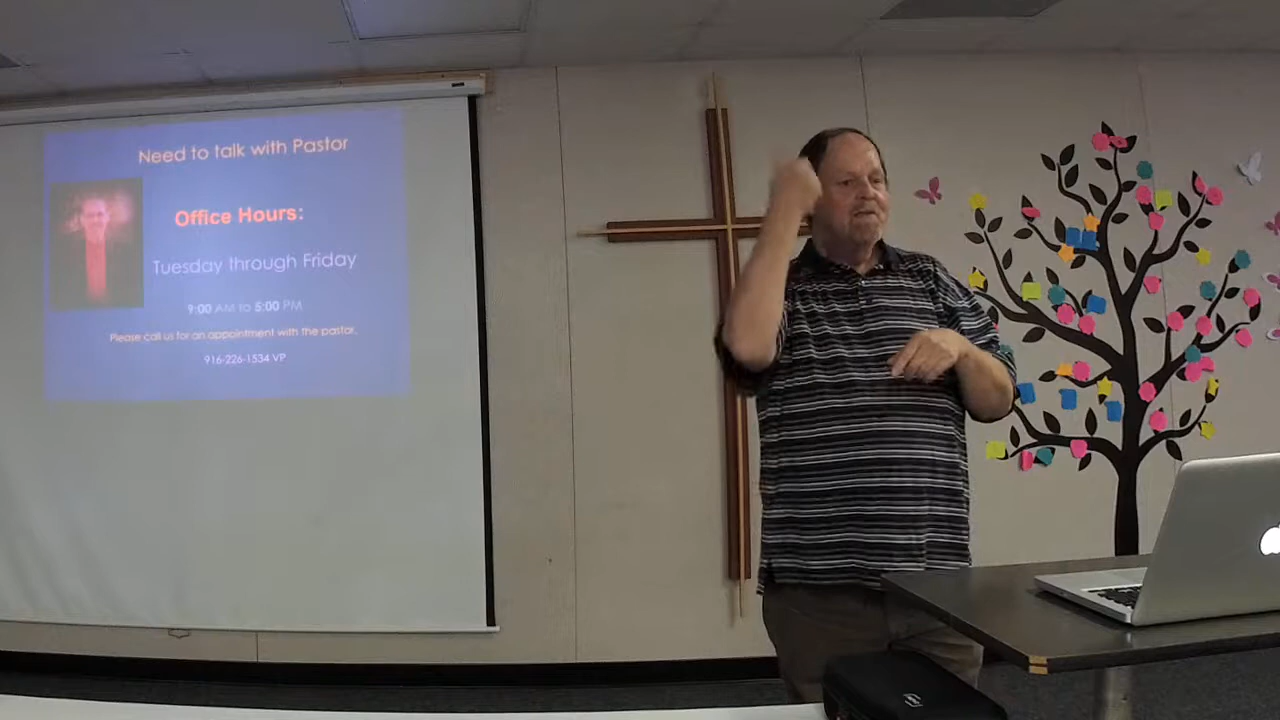 Need to talk with Pastor
Office Hours:
Tuesday through Friday
9:00 AM to 5:00 PM
Please call us for an appointment with the pastor.
916-226-1534 VP